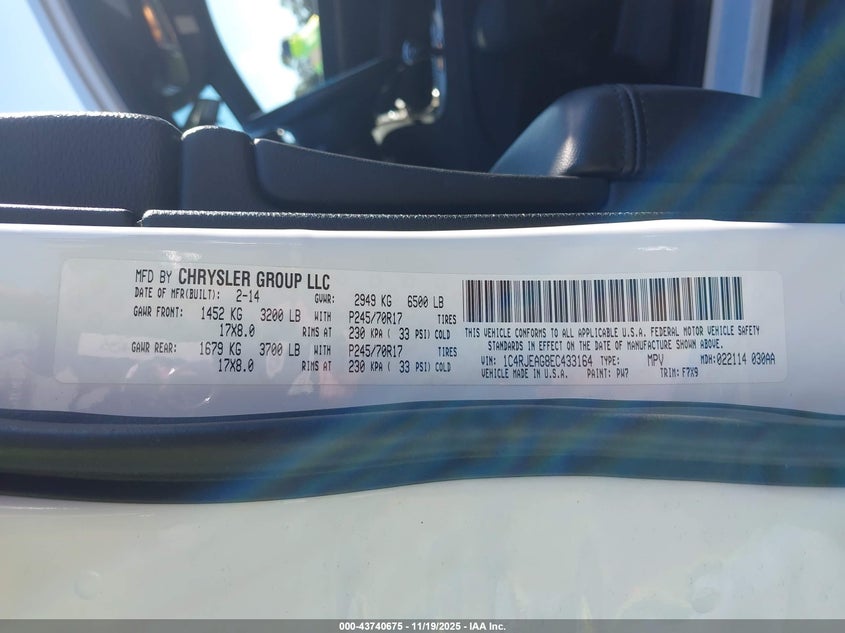 MFD BY CHRYSLER GROUP LLC
DATE OF MFR(BUILT): 2-14 GVWR: 2949 KG 6500 LB
GAWR FRONT: 1452 KG 3200 LB WITH P245/70R17 TIRES
17X8.0 RIMS AT 230 KPA ( 33 PSI) COLD
GAWR REAR: 1679 KG 3700 LB WITH P245/70R17 TIRES
17X8.0 RIMS AT 230 KPA ( 33 PSI) COLD
THIS VEHICLE CONFORMS TO ALL APPLICABLE U.S.A. FEDERAL MOTOR VEHICLE SAFETY
STANDARDS IN EFFECT ON THE DATE OF MANUFACTURE SHOWN ABOVE.
VIN: 1C4RJEAG8EC433164 TYPE: MPV MDH: 022114 030AA
VEHICLE MADE IN U.S.A. PAINT: PW7 TRIM: F7X9
000-43740675 - 11/19/2025 - IAA Inc.